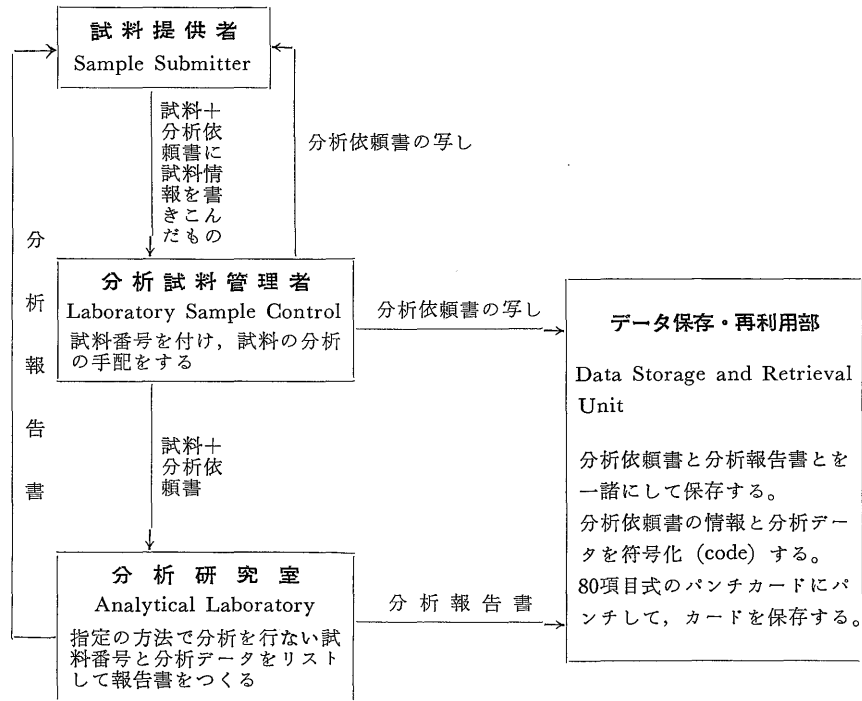 試料提供者
Sample Submitter
試料＋
分析依
頼書に
試料情
報を書
きこん
だもの
分析依頼書の写し
分析報告書
分析試料管理者
Laboratory Sample Control
試料番号を付け，試料の分析
の手配をする
分析依頼書の写し
試料＋
分析依
頼書
分析研究室
Analytical Laboratory
指定の方法で分析を行ない試
料番号と分析データをリスト
して報告書をつくる
分析報告書
データ保存・再利用部
Data Storage and Retrieval
Unit
分析依頼書と分析報告書とを
一諸にして保存する。
分析依頼書の情報と分析デー
タを符号化 (code) する。
80項目式のパンチカードにパ
ンチして，カードを保存する。